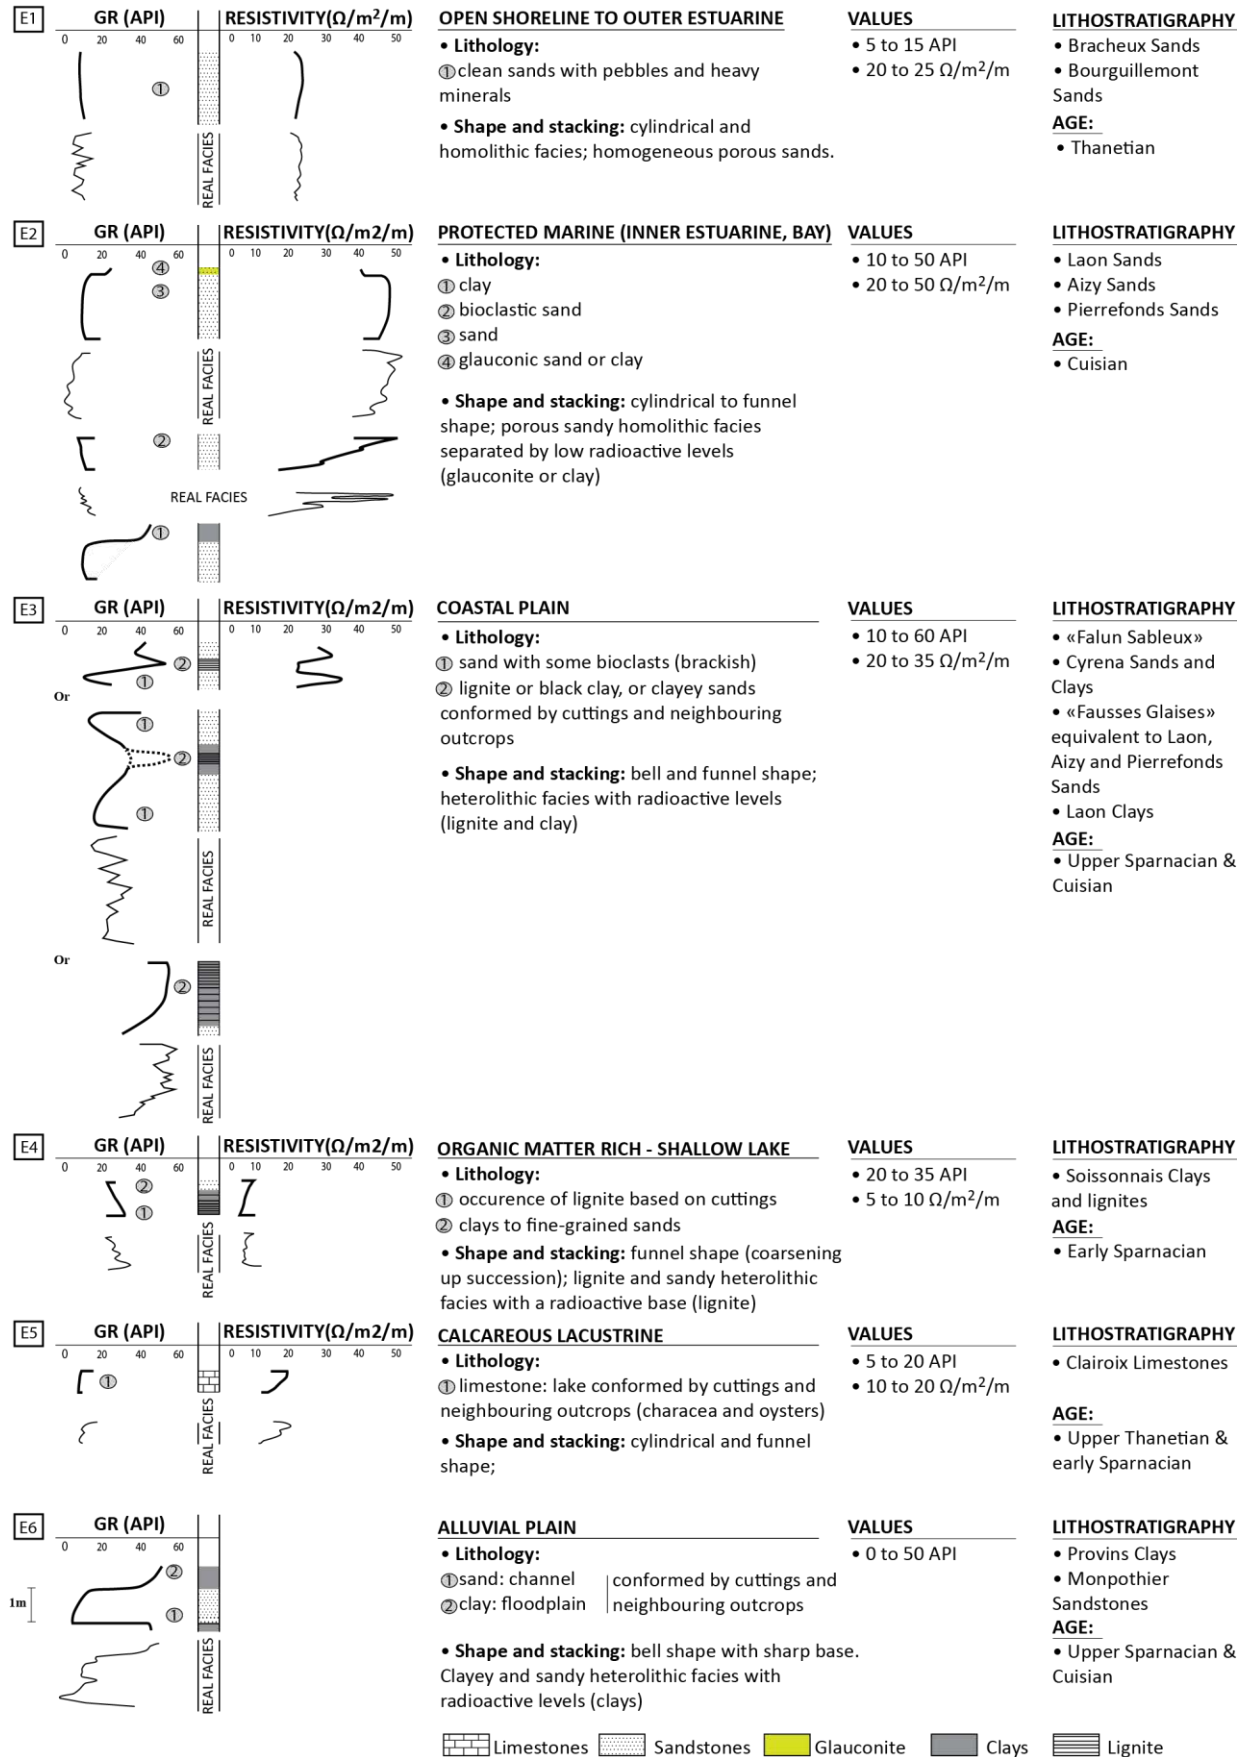 E1 GR (API) RESISTIVITY(Ω/m²/m) OPEN SHORELINE TO OUTER ESTUARINE VALUES LITHOSTRATIGRAPHY
0 20 40 60 0 10 20 30 40 50
• Lithology:
① clean sands with pebbles and heavy
minerals
• Shape and stacking: cylindrical and
homolithic facies; homogeneous porous sands.
• 5 to 15 API
• 20 to 25 Ω/m²/m
• Bracheux Sands
• Bourguillemont
Sands
AGE:
• Thanetian
①
REAL FACIES
E2 GR (API) RESISTIVITY(Ω/m2/m) PROTECTED MARINE (INNER ESTUARINE, BAY) VALUES LITHOSTRATIGRAPHY
0 20 40 60 0 10 20 30 40 50
④
③
REAL FACIES
②
REAL FACIES
①
• Lithology:
① clay
② bioclastic sand
③ sand
④ glauconic sand or clay
• Shape and stacking: cylindrical to funnel
shape; porous sandy homolithic facies
separated by low radioactive levels
(glauconite or clay)
• 10 to 50 API
• 20 to 50 Ω/m²/m
• Laon Sands
• Aizy Sands
• Pierrefonds Sands
AGE:
• Cuisian
E3 GR (API) RESISTIVITY(Ω/m2/m) COASTAL PLAIN VALUES LITHOSTRATIGRAPHY
0 20 40 60 0 10 20 30 40 50
②
①
Or
①
②
①
REAL FACIES
Or
②
REAL FACIES
• Lithology:
① sand with some bioclasts (brackish)
② lignite or black clay, or clayey sands
conformed by cuttings and neighbouring
outcrops
• Shape and stacking: bell and funnel shape;
heterolithic facies with radioactive levels
(lignite and clay)
• 10 to 60 API
• 20 to 35 Ω/m²/m
• «Falun Sableux»
• Cyrena Sands and
Clays
• «Fausses Glaises»
equivalent to Laon,
Aizy and Pierrefonds
Sands
• Laon Clays
AGE:
• Upper Sparnacian &
Cuisian
E4 GR (API) RESISTIVITY(Ω/m2/m) ORGANIC MATTER RICH - SHALLOW LAKE VALUES LITHOSTRATIGRAPHY
0 20 40 60 0 10 20 30 40 50
②
①
REAL FACIES
• Lithology:
① occurence of lignite based on cuttings
② clays to fine-grained sands
• Shape and stacking: funnel shape (coarsening
up succession); lignite and sandy heterolithic
facies with a radioactive base (lignite)
• 20 to 35 API
• 5 to 10 Ω/m²/m
• Soissonnais Clays
and lignites
AGE:
• Early Sparnacian
E5 GR (API) RESISTIVITY(Ω/m2/m) CALCAREOUS LACUSTRINE VALUES LITHOSTRATIGRAPHY
0 20 40 60 0 10 20 30 40 50
①
REAL FACIES
• Lithology:
① limestone: lake conformed by cuttings and
neighbouring outcrops (characea and oysters)
• Shape and stacking: cylindrical and funnel
shape;
• 5 to 20 API
• 10 to 20 Ω/m²/m
• Clairoix Limestones
AGE:
• Upper Thanetian &
early Sparnacian
E6 GR (API) ALLUVIAL PLAIN VALUES LITHOSTRATIGRAPHY
0 20 40 60
②
1m
①
REAL FACIES
• Lithology:
① sand: channel
② clay: floodplain
conformed by cuttings and
neighbouring outcrops
• Shape and stacking: bell shape with sharp base.
Clayey and sandy heterolithic facies with
radioactive levels (clays)
• 0 to 50 API
• Provins Clays
• Monpothier
Sandstones
AGE:
• Upper Sparnacian &
Cuisian
Limestones Sandstones Glauconite Clays Lignite